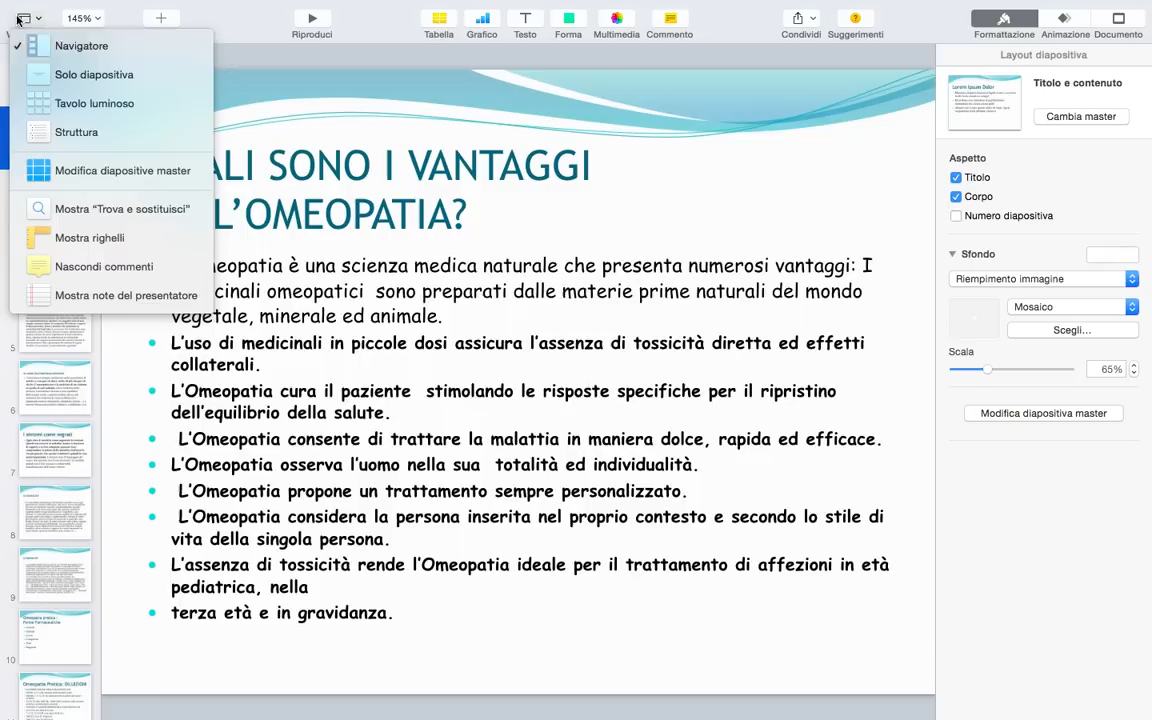 145%
Riproduci
Tabella
Grafico
Testo
Forma
Multimedia
Commento
Condividi
Suggerimenti
Formattazione
Animazione
Documento
Navigatore
Solo diapositiva
Tavolo luminoso
Struttura
Modifica diapositive master
Mostra “Trova e sostituisci”
Mostra righelli
Nascondi commenti
Mostra note del presentatore
ALI SONO I VANTAGGI
L’OMEOPATIA?
eopatia è una scienza medica naturale che presenta numerosi vantaggi: I
cinali omeopatici sono preparati dalle materie prime naturali del mondo
vegetale, minerale ed animale.
L’uso di medicinali in piccole dosi assicura l’assenza di tossicità diretta ed effetti
collaterali.
L’Omeopatia cura il paziente stimolando le risposte specifiche per il ripristino
dell’equilibrio della salute.
L’Omeopatia consente di trattare la malattia in maniera dolce, rapida ed efficace.
L’Omeopatia osserva l’uomo nella sua totalità ed individualità.
L’Omeopatia propone un trattamento sempre personalizzato.
L’Omeopatia considera la persona inserita nel proprio contesto e secondo lo stile di
vita della singola persona.
L’assenza di tossicità rende l’Omeopatia ideale per il trattamento di affezioni in età
pediatrica, nella
terza età e in gravidanza.
5
6
7
8
9
10
Omeopatia Pratica: DILUIZIONI
Layout diapositiva
Lorem Ipsum Dolor
Titolo e contenuto
Cambia master
Aspetto
Titolo
Corpo
Numero diapositiva
Sfondo
Riempimento immagine
Mosaico
Scegli...
Scala
65%
Modifica diapositiva master